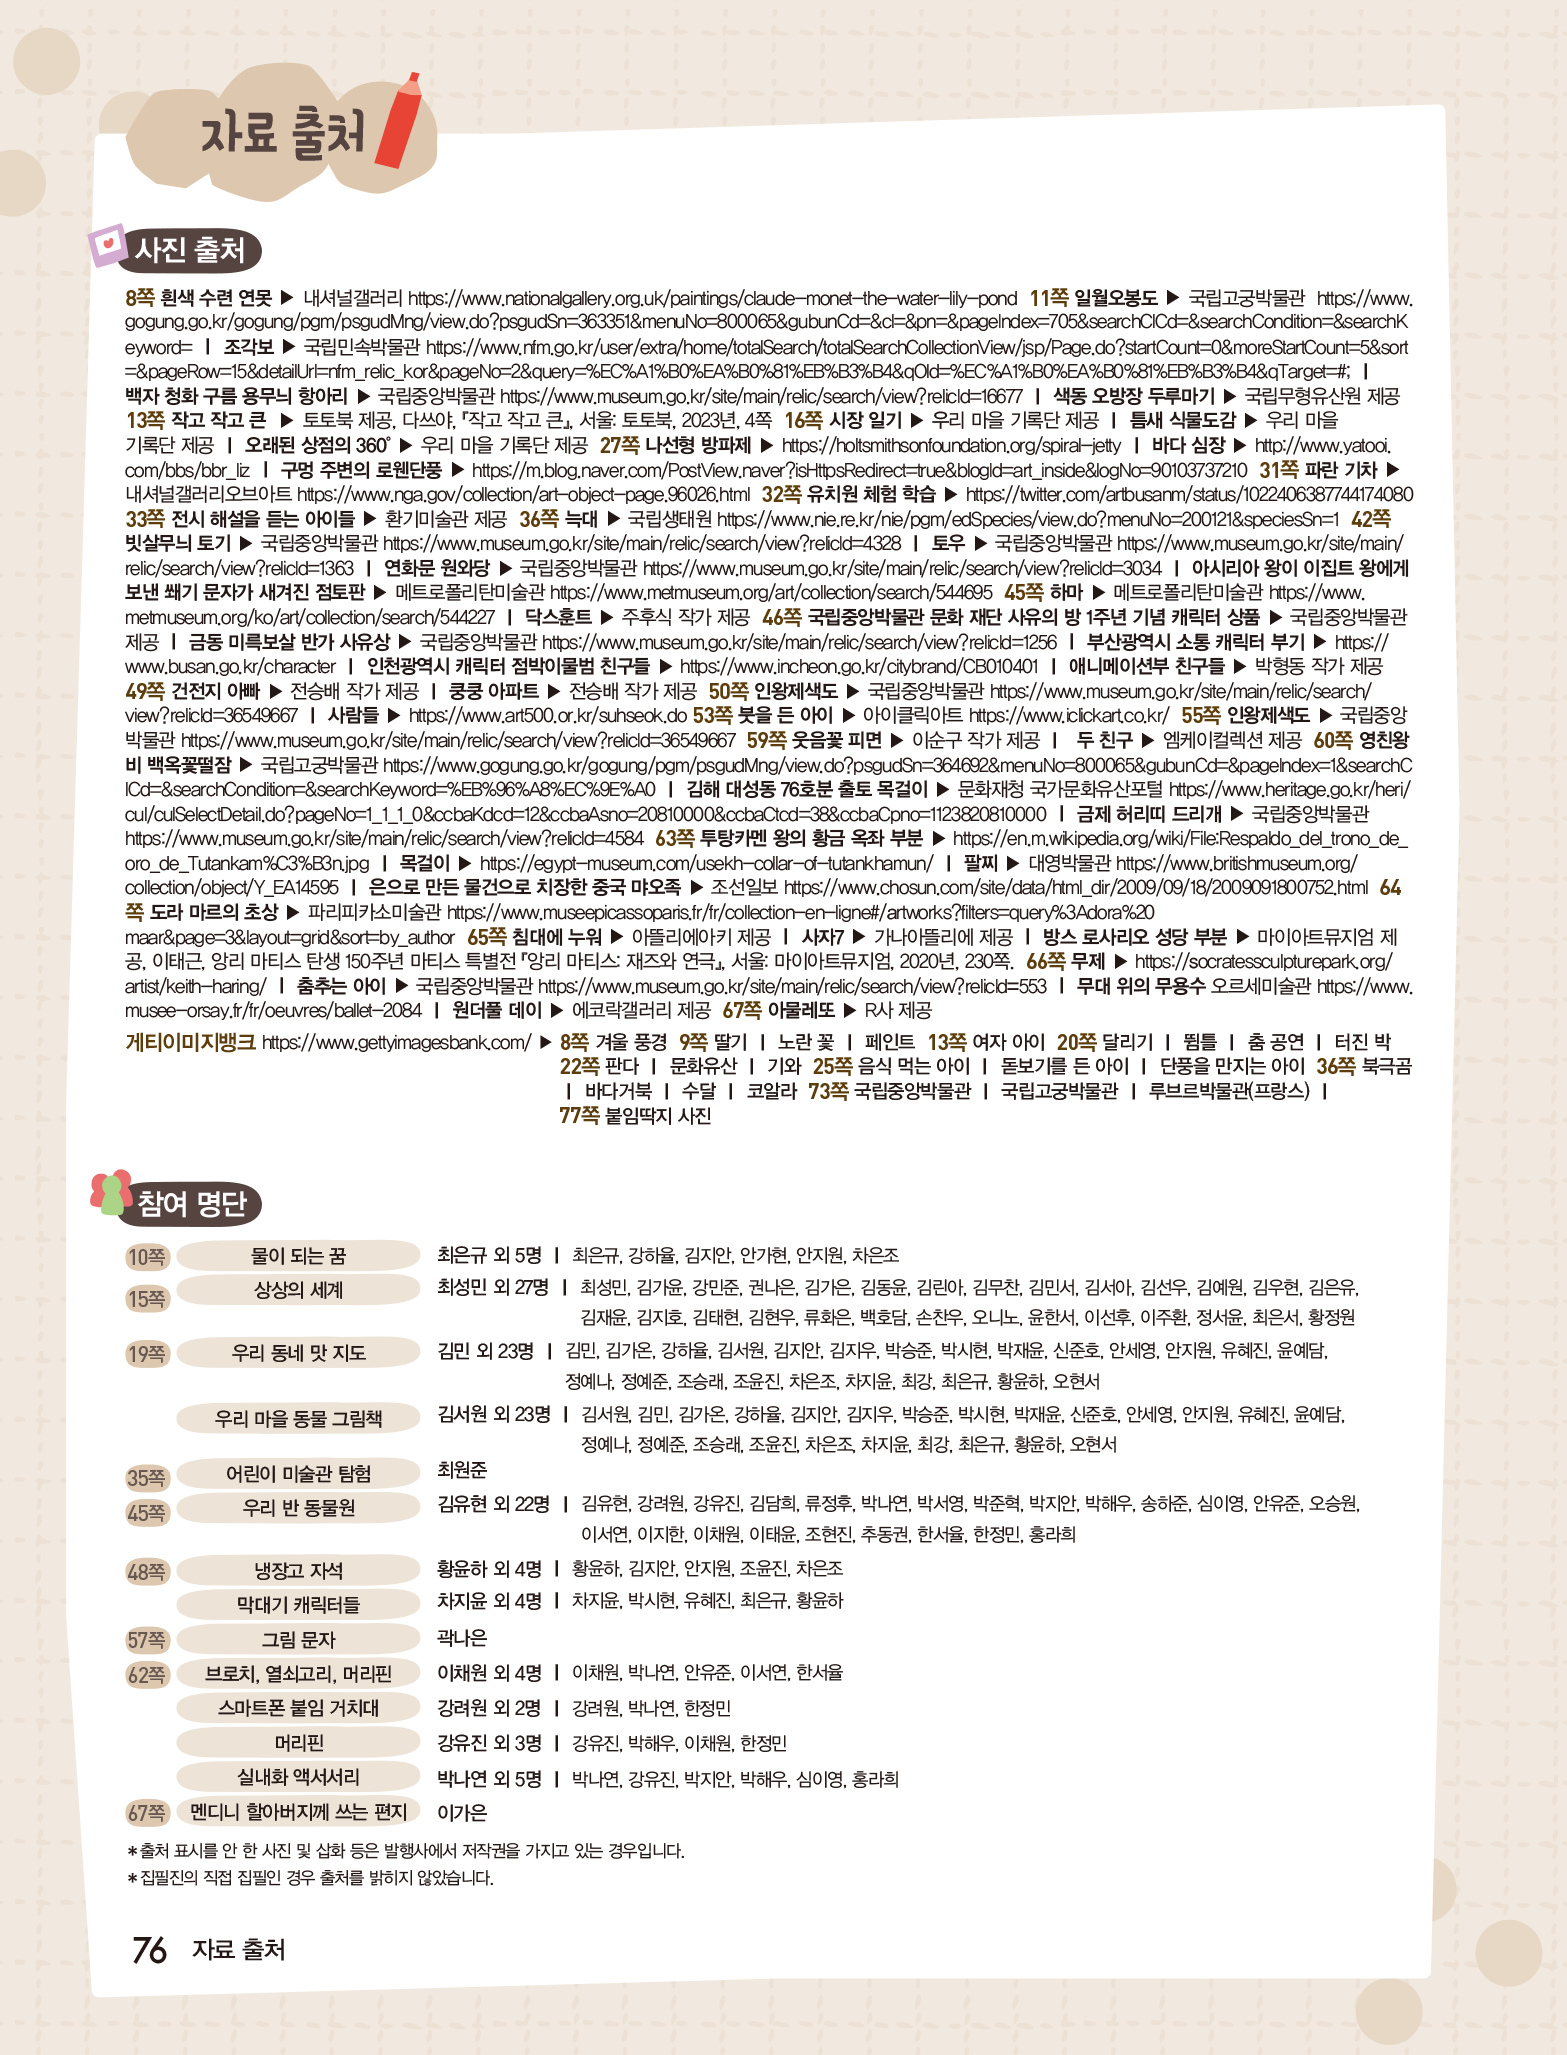 자료 출처
사진 출처
8쪽 흰색 수련 연못 ▶ 내셔널갤러리 https://www.nationalgallery.org.uk/paintings/claude-monet-the-water-lily-pond 11쪽 일월오봉도 ▶ 국립고궁박물관 https://www.
gogung.go.kr/gogung/pgm/psgudMng/view.do?psgudSn=363351&menuNo=800065&gubunCd=&cl=&pn=&pageIndex=705&searchClCd=&searchCondition=&searchK
eyword= | 조각보 ▶ 국립민속박물관 https://www.nfm.go.kr/user/extra/home/totalSearch/totalSearchCollectionView/jsp/Page.do?startCount=0&moreStartCount=5&sort
=&pageRow=15&detailUrl=nfm_relic_kor&pageNo=2&query=%EC%A1%B0%EA%B0%81%EB%B3%B4&qOld=%EC%A1%B0%EA%B0%81%EB%B3%B4&qTarget=#; |
백자 청화 구름 용무늬 항아리 ▶ 국립중앙박물관 https://www.museum.go.kr/site/main/relic/search/view?relicId=16677 | 색동 오방장 두루마기 ▶ 국립무형유산원 제공
13쪽 작고 작고 큰 ▶ 토토북 제공, 다쓰야, 『작고 작고 큰』, 서울: 토토북, 2023년, 4쪽 16쪽 시장 일기 ▶ 우리 마을 기록단 제공 | 틈새 식물도감 ▶ 우리 마을
기록단 제공 | 오래된 상점의 360° ▶ 우리 마을 기록단 제공 27쪽 나선형 방파제 ▶ https://holtsmithsonfoundation.org/spiral-jetty | 바다 심장 ▶ http://www.yatooi.
com/bbs/bbr_liz | 구멍 주변의 로웬단풍 ▶ https://m.blog.naver.com/PostView.naver?isHttpsRedirect=true&blogId=art_inside&logNo=90103737210 31쪽 파란 기차 ▶
내셔널갤러리오브아트 https://www.nga.gov/collection/art-object-page.96026.html 32쪽 유치원 체험 학습 ▶ https://twitter.com/artbusanm/status/1022406387744174080
33쪽 전시 해설을 듣는 아이들 ▶ 환기미술관 제공 36쪽 늑대 ▶ 국립생태원 https://www.nie.re.kr/nie/pgm/edSpecies/view.do?menuNo=200121&speciesSn=1 42쪽
빗살무늬 토기 ▶ 국립중앙박물관 https://www.museum.go.kr/site/main/relic/search/view?relicId=4328 | 토우 ▶ 국립중앙박물관 https://www.museum.go.kr/site/main/
relic/search/view?relicId=1363 | 연화문 원와당 ▶ 국립중앙박물관 https://www.museum.go.kr/site/main/relic/search/view?relicId=3034 | 아시리아 왕이 이집트 왕에게
보낸 쐐기 문자가 새겨진 점토판 ▶ 메트로폴리탄미술관 https://www.metmuseum.org/art/collection/search/544695 45쪽 하마 ▶ 메트로폴리탄미술관 https://www.
metmuseum.org/ko/art/collection/search/544227 | 닥스훈트 ▶ 주후식 작가 제공 46쪽 국립중앙박물관 문화 재단 사유의 방 1주년 기념 캐릭터 상품 ▶ 국립중앙박물관
제공 | 금동 미륵보살 반가 사유상 ▶ 국립중앙박물관 https://www.museum.go.kr/site/main/relic/search/view?relicId=1256 | 부산광역시 소통 캐릭터 부기 ▶ https://
www.busan.go.kr/character | 인천광역시 캐릭터 점박이물범 친구들 ▶ https://www.incheon.go.kr/citybrand/CB010401 | 애니메이션부 친구들 ▶ 박형동 작가 제공
49쪽 건전지 아빠 ▶ 전승배 작가 제공 | 쿵쿵 아파트 ▶ 전승배 작가 제공 50쪽 인왕제색도 ▶ 국립중앙박물관 https://www.museum.go.kr/site/main/relic/search/
view?relicId=36549667 | 사람들 ▶ https://www.art500.or.kr/suhseok.do 53쪽 붓을 든 아이 ▶ 아이클릭아트 https://www.iclickart.co.kr/ 55쪽 인왕제색도 ▶ 국립중앙
박물관 https://www.museum.go.kr/site/main/relic/search/view?relicId=36549667 59쪽 웃음꽃 피면 ▶ 이순구 작가 제공 | 두 친구 ▶ 엠케이컬렉션 제공 60쪽 영친왕
비 백옥꽃떨잠 ▶ 국립고궁박물관 https://www.gogung.go.kr/gogung/pgm/psgudMng/view.do?psgudSn=364692&menuNo=800065&gubunCd=&pageIndex=1&searchC
lCd=&searchCondition=&searchKeyword=%EB%96%A8%EC%9E%A0 | 김해 대성동 76호분 출토 목걸이 ▶ 문화재청 국가문화유산포털 https://www.heritage.go.kr/heri/
cul/culSelectDetail.do?pageNo=1_1_1_0&ccbaKdcd=12&ccbaAsno=20810000&ccbaCtcd=38&ccbaCpno=1123820810000 | 금제 허리띠 드리개 ▶ 국립중앙박물관
https://www.museum.go.kr/site/main/relic/search/view?relicId=4584 63쪽 투탕카멘 왕의 황금 옥좌 부분 ▶ https://en.m.wikipedia.org/wiki/File:Respaldo_del_trono_de_
oro_de_Tutankam%C3%B3n.jpg | 목걸이 ▶ https://egypt-museum.com/usekh-collar-of-tutankhamun/ | 팔찌 ▶ 대영박물관 https://www.britishmuseum.org/
collection/object/Y_EA14595 | 은으로 만든 물건으로 치장한 중국 먀오족 ▶ 조선일보 https://www.chosun.com/site/data/html_dir/2009/09/18/2009091800752.html 64
쪽 도라 마르의 초상 ▶ 파리피카소미술관 https://www.museepicassoparis.fr/fr/collection-en-ligne#/artworks?filters=query%3Adora%20
maar&page=3&layout=grid&sort=by_author 65쪽 침대에 누워 ▶ 아뜰리에아키 제공 | 사자7 ▶ 가나아뜰리에 제공 | 방스 로사리오 성당 부분 ▶ 마이아트뮤지엄 제
공, 이태근, 앙리 마티스 탄생 150주년 마티스 특별전 『앙리 마티스: 재즈와 연극』, 서울: 마이아트뮤지엄, 2020년, 230쪽. 66쪽 무제 ▶ https://socratessculpturepark.org/
artist/keith-haring/ | 춤추는 아이 ▶ 국립중앙박물관 https://www.museum.go.kr/site/main/relic/search/view?relicId=553 | 무대 위의 무용수 오르세미술관 https://www.
musee-orsay.fr/fr/oeuvres/ballet-2084 | 원더풀 데이 ▶ 에코락갤러리 제공 67쪽 아물레또 ▶ R사 제공
게티이미지뱅크 https://www.gettyimagesbank.com/ ▶ 8쪽 겨울 풍경 9쪽 딸기 | 노란 꽃 | 페인트 13쪽 여자 아이 20쪽 달리기 | 뜀틀 | 춤 공연 | 터진 박
22쪽 판다 | 문화유산 | 기와 25쪽 음식 먹는 아이 | 돋보기를 든 아이 | 단풍을 만지는 아이 36쪽 북극곰
| 바다거북 | 수달 | 코알라 73쪽 국립중앙박물관 | 국립고궁박물관 | 루브르박물관(프랑스) |
77쪽 붙임딱지 사진
참여 명단
10쪽 물이 되는 꿈 최은규 외 5명 | 최은규, 강하율, 김지안, 안가현, 안지원, 차은조
15쪽 상상의 세계 최성민 외 27명 | 최성민, 김가윤, 강민준, 권나은, 김가은, 김동윤, 김린아, 김무찬, 김민서, 김서아, 김선우, 김예원, 김우현, 김은유,
김재윤, 김지호, 김태현, 김현우, 류화은, 백호담, 손찬우, 오니노, 윤한서, 이선후, 이주환, 정서윤, 최은서, 황정원
19쪽 우리 동네 맛 지도 김민 외 23명 | 김민, 김가온, 강하율, 김서원, 김지안, 김지우, 박승준, 박시현, 박재윤, 신준호, 안세영, 안지원, 유혜진, 윤예담,
정예나, 정예준, 조승래, 조윤진, 차은조, 차지윤, 최강, 최은규, 황윤하, 오현서
우리 마을 동물 그림책 김서원 외 23명 | 김서원, 김민, 김가온, 강하율, 김지안, 김지우, 박승준, 박시현, 박재윤, 신준호, 안세영, 안지원, 유혜진, 윤예담,
정예나, 정예준, 조승래, 조윤진, 차은조, 차지윤, 최강, 최은규, 황윤하, 오현서
35쪽 어린이 미술관 탐험 최원준
45쪽 우리 반 동물원 김유현 외 22명 | 김유현, 강려원, 강유진, 김담희, 류정후, 박나연, 박서영, 박준혁, 박지안, 박해우, 송하준, 심이영, 안유준, 오승원,
이서연, 이지한, 이채원, 이태윤, 조현진, 추동권, 한서율, 한정민, 홍라희
48쪽 냉장고 자석 황윤하 외 4명 | 황윤하, 김지안, 안지원, 조윤진, 차은조
막대기 캐릭터들 차지윤 외 4명 | 차지윤, 박시현, 유혜진, 최은규, 황윤하
57쪽 그림 문자 곽나은
62쪽 브로치, 열쇠고리, 머리핀 이채원 외 4명 | 이채원, 박나연, 안유준, 이서연, 한서율
스마트폰 붙임 거치대 강려원 외 2명 | 강려원, 박나연, 한정민
머리핀 강유진 외 3명 | 강유진, 박해우, 이채원, 한정민
실내화 액서서리 박나연 외 5명 | 박나연, 강유진, 박지안, 박해우, 심이영, 홍라희
67쪽 멘디니 할아버지께 쓰는 편지 이가은
*출처 표시를 안 한 사진 및 삽화 등은 발행사에서 저작권을 가지고 있는 경우입니다.
*집필진의 직접 집필인 경우 출처를 밝히지 않았습니다.
76 자료 출처